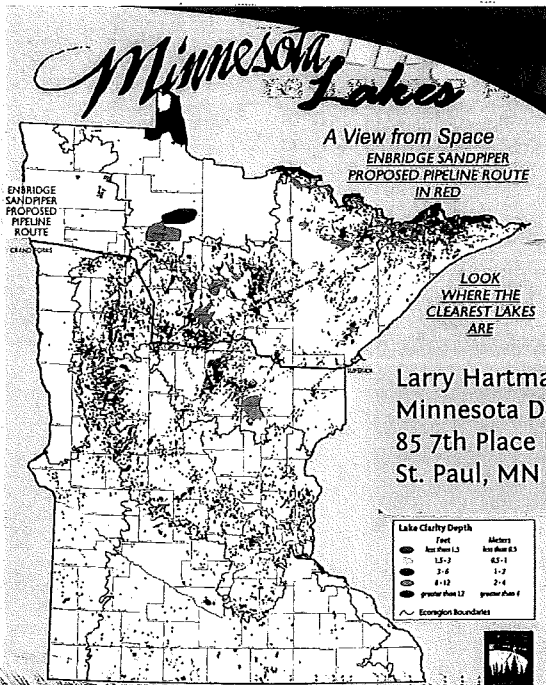 Minnesota
Lakes
A View from Space
ENBRIDGE SANDPIPER
PROPOSED PIPELINE ROUTE
IN RED
ENBRIDGE
SANDPIPER
PROPOSED
PIPELINE
ROUTE
GRAND FORKS
LOOK
WHERE THE
CLEAREST LAKES
ARE
SUPERIOR
Larry Hartma
Minnesota D
85 7th Place
St. Paul, MN
Lake Clarity Depth
Feet Meters
less than 1.5 less than 0.5
1.5 - 3 0.5 - 1
3 - 6 1 - 2
6 - 12 2 - 4
greater than 12 greater than 4
Ecoregion Boundaries